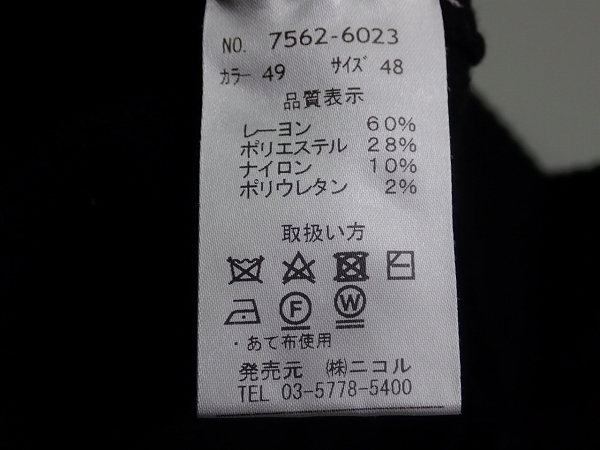 NO. 7562-6023
カラー 49 サイズ 48
品質表示
レーヨン 60%
ポリエステル 28%
ナイロン 10%
ポリウレタン 2%
取扱い方
F W
・あて布使用
発売元 ㈱ニコル
TEL 03-5778-5400